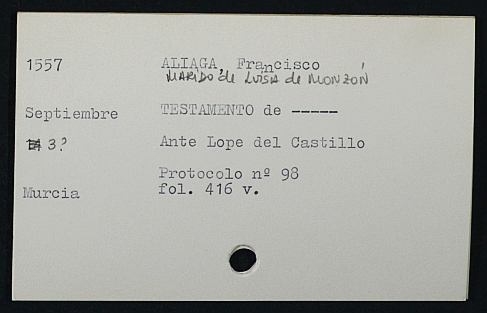 1557 ALIAGA, Francisco
MARIDO de LUISA de MONZÓN
Septiembre TESTAMENTO de -----
3? Ante Lope del Castillo
Protocolo nº 98
Murcia fol. 416 v.